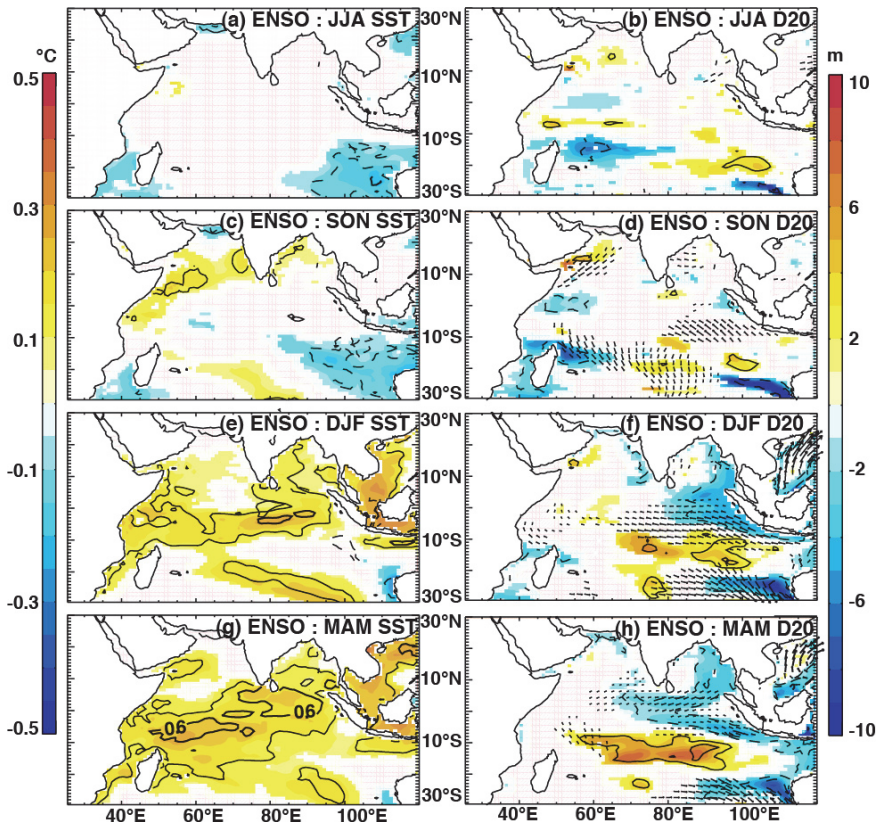 (a) ENSO : JJA SST
(b) ENSO : JJA D20
°C
m
0.5
0.3
0.1
-0.1
-0.3
-0.5
30°N
10°N
10°S
30°S
10
6
2
-2
-6
-10
(c) ENSO : SON SST
(d) ENSO : SON D20
30°N
10°N
10°S
30°S
(e) ENSO : DJF SST
(f) ENSO : DJF D20
30°N
10°N
10°S
30°S
(g) ENSO : MAM SST
(h) ENSO : MAM D20
90
90
30°N
10°N
10°S
30°S
40°E 60°E 80°E 100°E
40°E 60°E 80°E 100°E